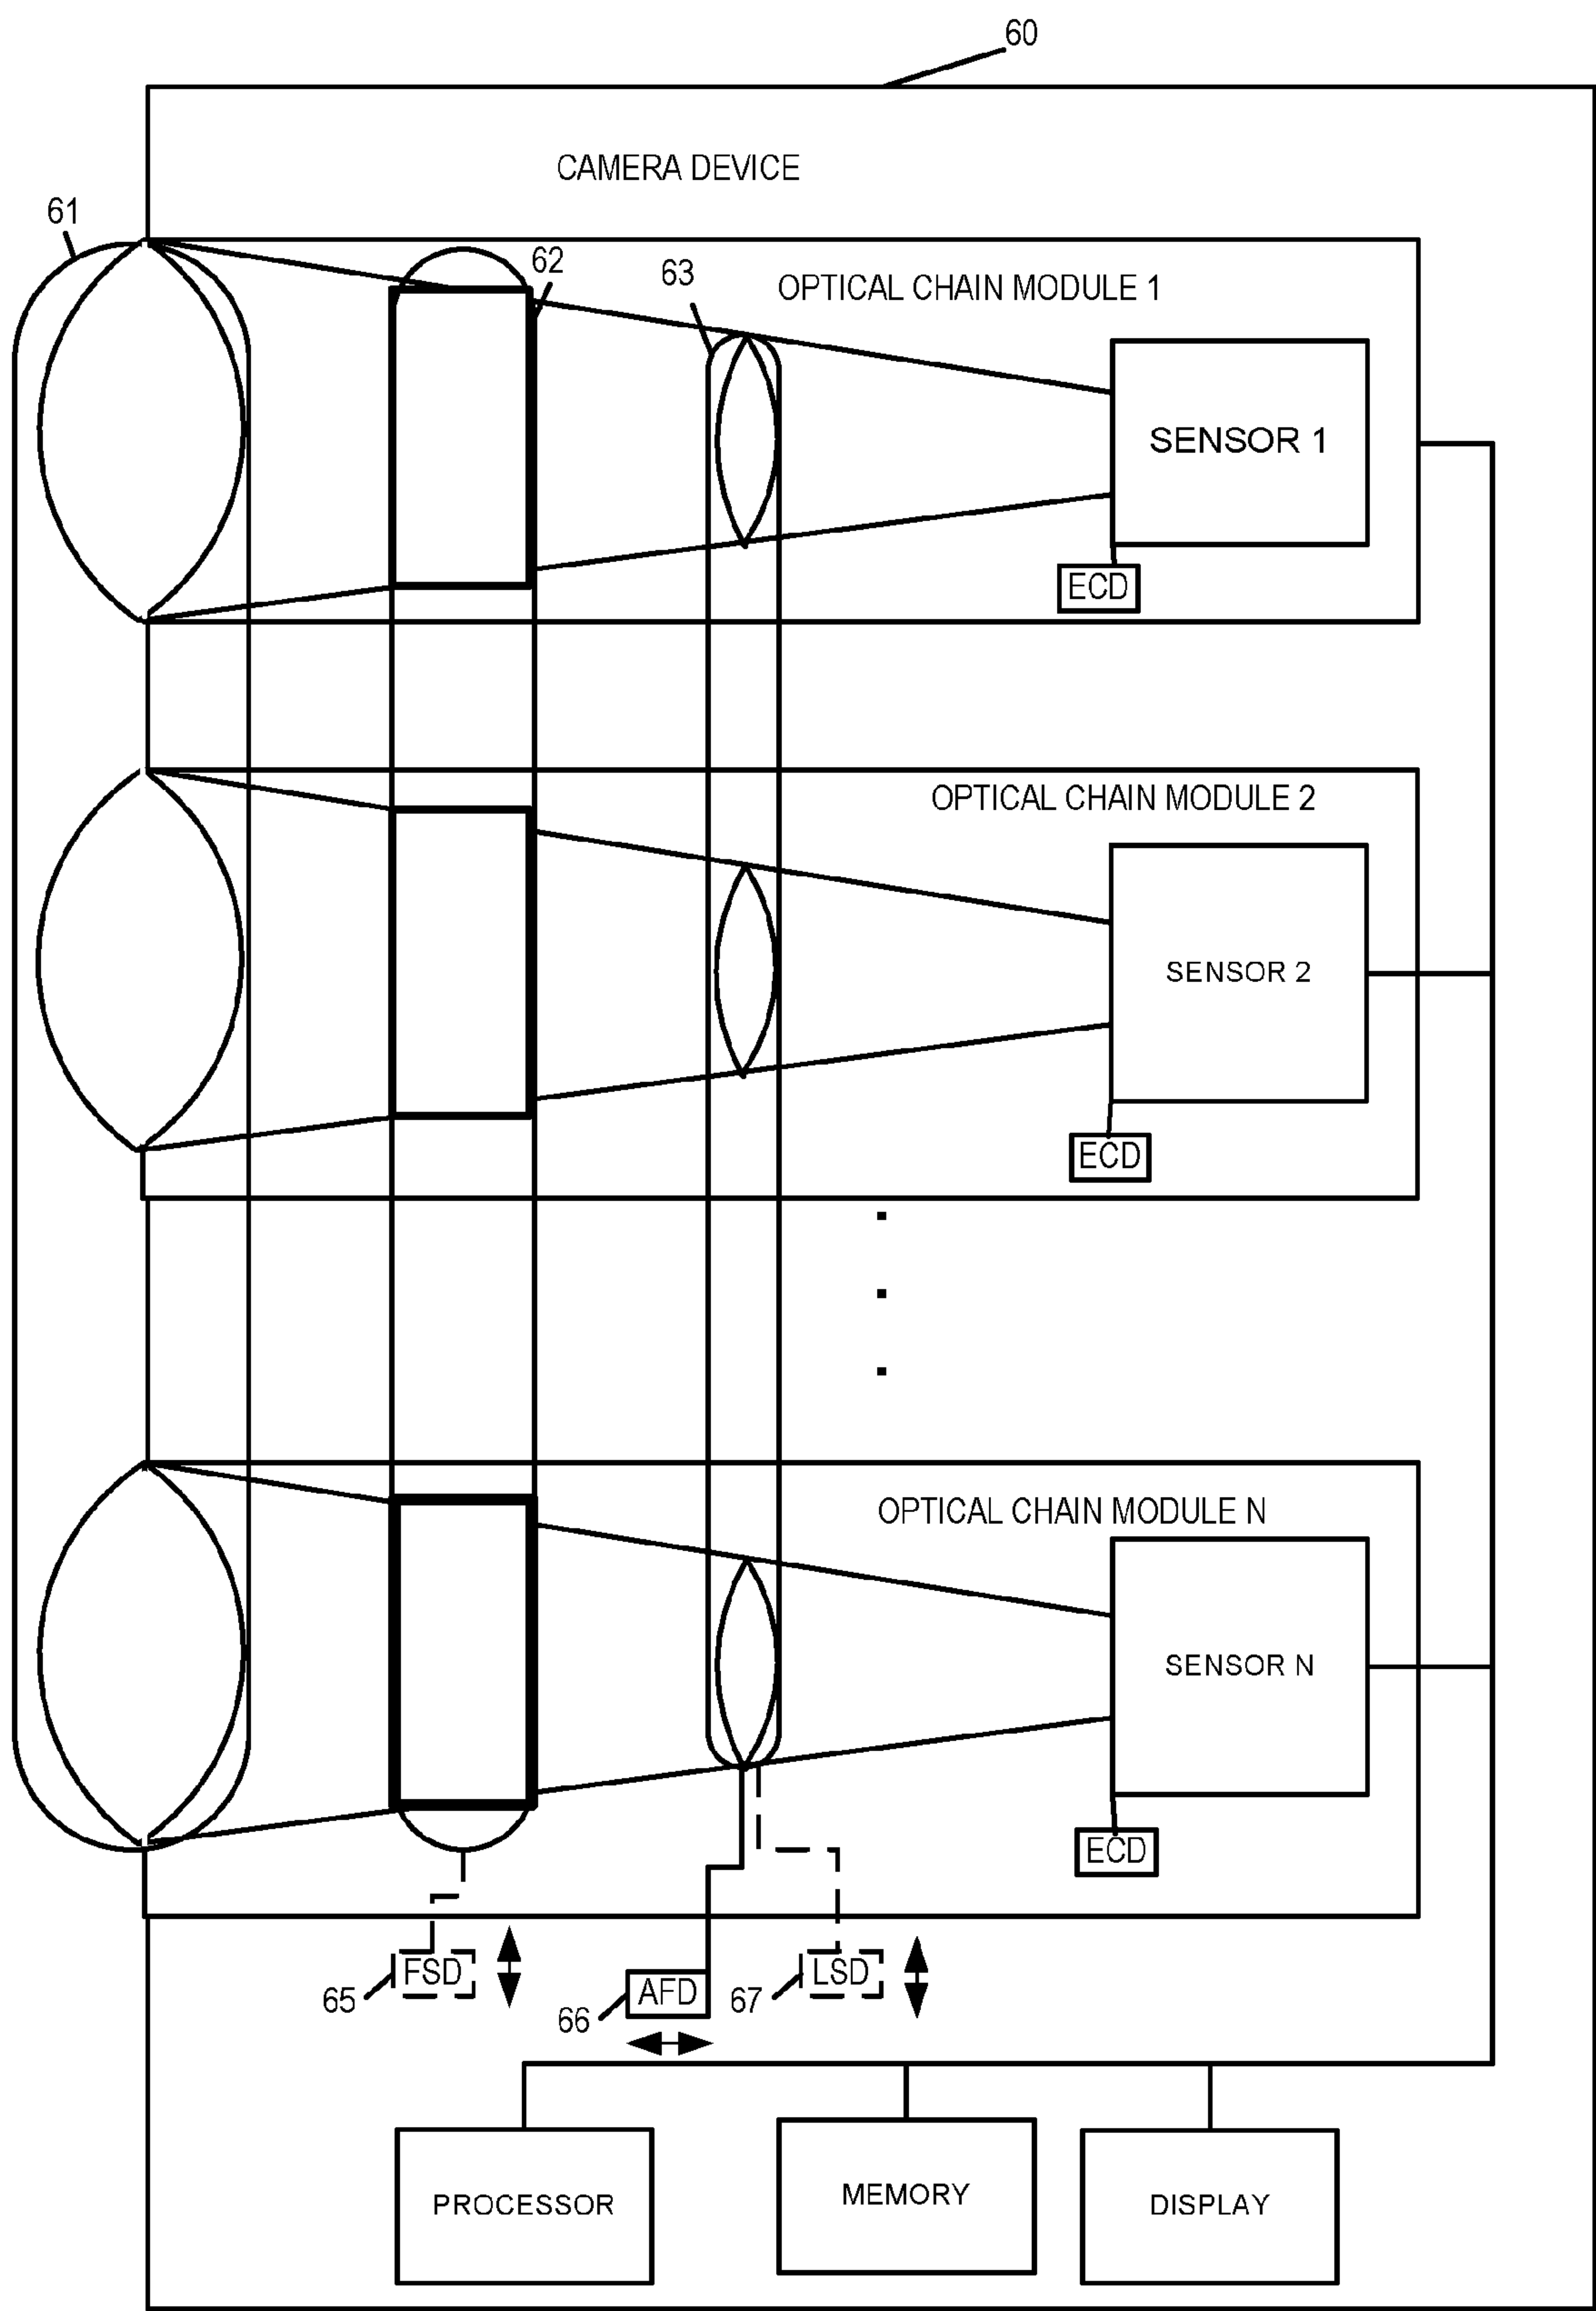 60
CAMERA DEVICE
61
62
63
OPTICAL CHAIN MODULE 1
SENSOR 1
ECD
OPTICAL CHAIN MODULE 2
SENSOR 2
ECD
OPTICAL CHAIN MODULE N
SENSOR N
ECD
65
FSD
66
AFD
67
LSD
PROCESSOR
MEMORY
DISPLAY